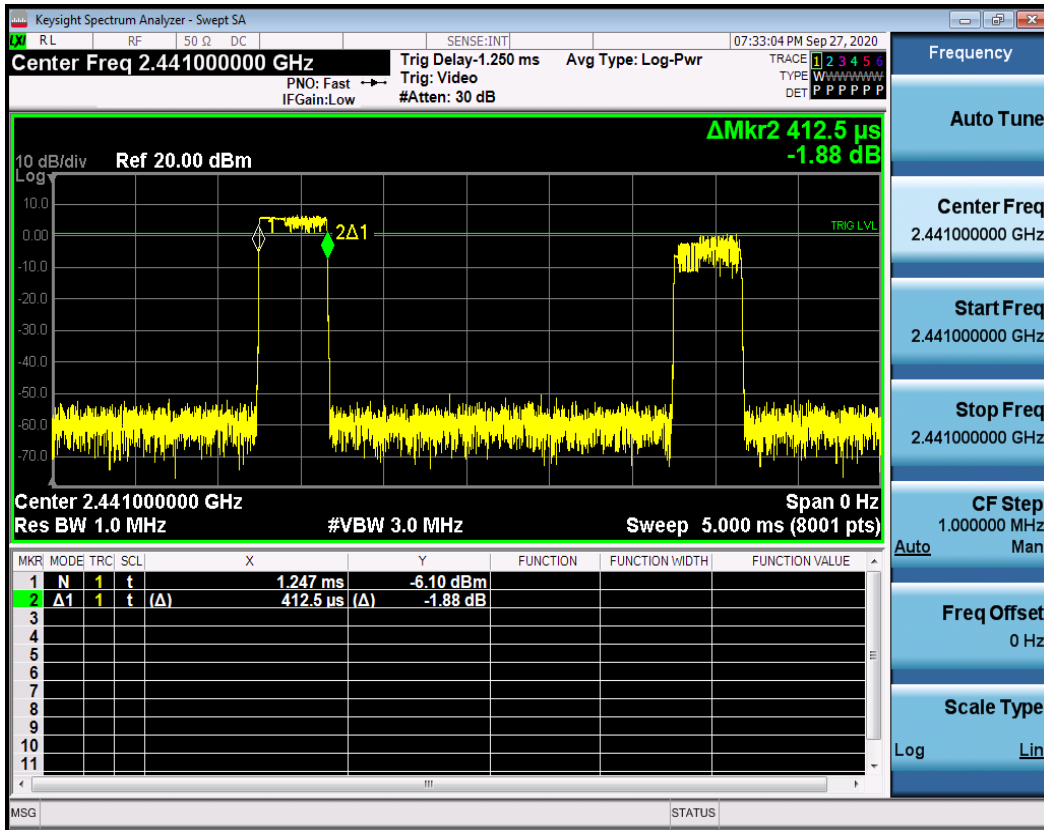 Keysight Spectrum Analyzer - Swept SA
LXI RL RF 50 Ω DC SENSE:INT 07:33:04 PM Sep 27, 2020
Center Freq 2.441000000 GHz
PNO: Fast
IFGain:Low
Trig Delay-1.250 ms
Trig: Video
#Atten: 30 dB
Avg Type: Log-Pwr
TRACE 1 2 3 4 5 6
TYPE WWWWWW
DET P P P P P P
ΔMkr2 412.5 µs
-1.88 dB
10 dB/div Ref 20.00 dBm
Log
10.0
0.00
-10.0
-20.0
-30.0
-40.0
-50.0
-60.0
-70.0
1
2Δ1
TRIG LVL
Center 2.441000000 GHz Span 0 Hz
Res BW 1.0 MHz #VBW 3.0 MHz Sweep 5.000 ms (8001 pts)
MKR MODE TRC SCL X Y FUNCTION FUNCTION WIDTH FUNCTION VALUE
1 N 1 t 1.247 ms -6.10 dBm
2 Δ1 1 t (Δ) 412.5 µs (Δ) -1.88 dB
3
4
5
6
7
8
9
10
11
MSG STATUS
Frequency
Auto Tune
Center Freq
2.441000000 GHz
Start Freq
2.441000000 GHz
Stop Freq
2.441000000 GHz
CF Step
1.000000 MHz
Auto Man
Freq Offset
0 Hz
Scale Type
Log Lin